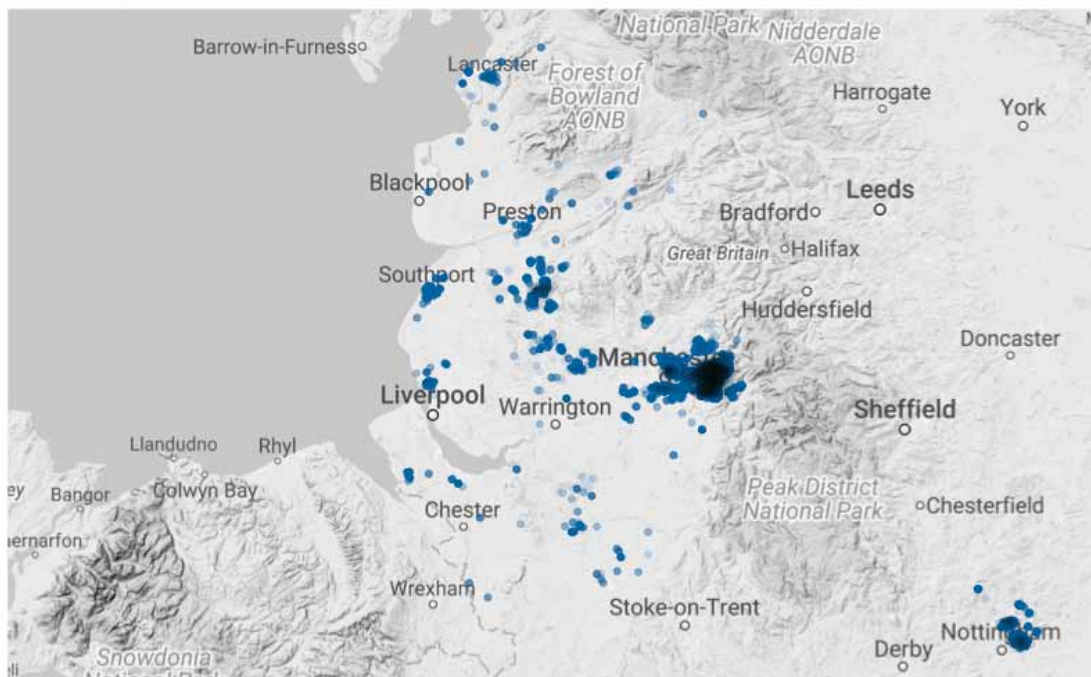 National Park
Nidderdale
AONB
Barrow-in-Furness
Lancaster
Forest of
Bowland
AONB
Harrogate
York
Blackpool
Preston
Leeds
Bradford
Great Britain
Halifax
Southport
Huddersfield
Doncaster
Liverpool
Warrington
Sheffield
Llandudno
Rhyl
Colwyn Bay
Bangor
Chester
Peak District
National Park
Chesterfield
Wrexham
Stoke-on-Trent
Derby
Snowdonia